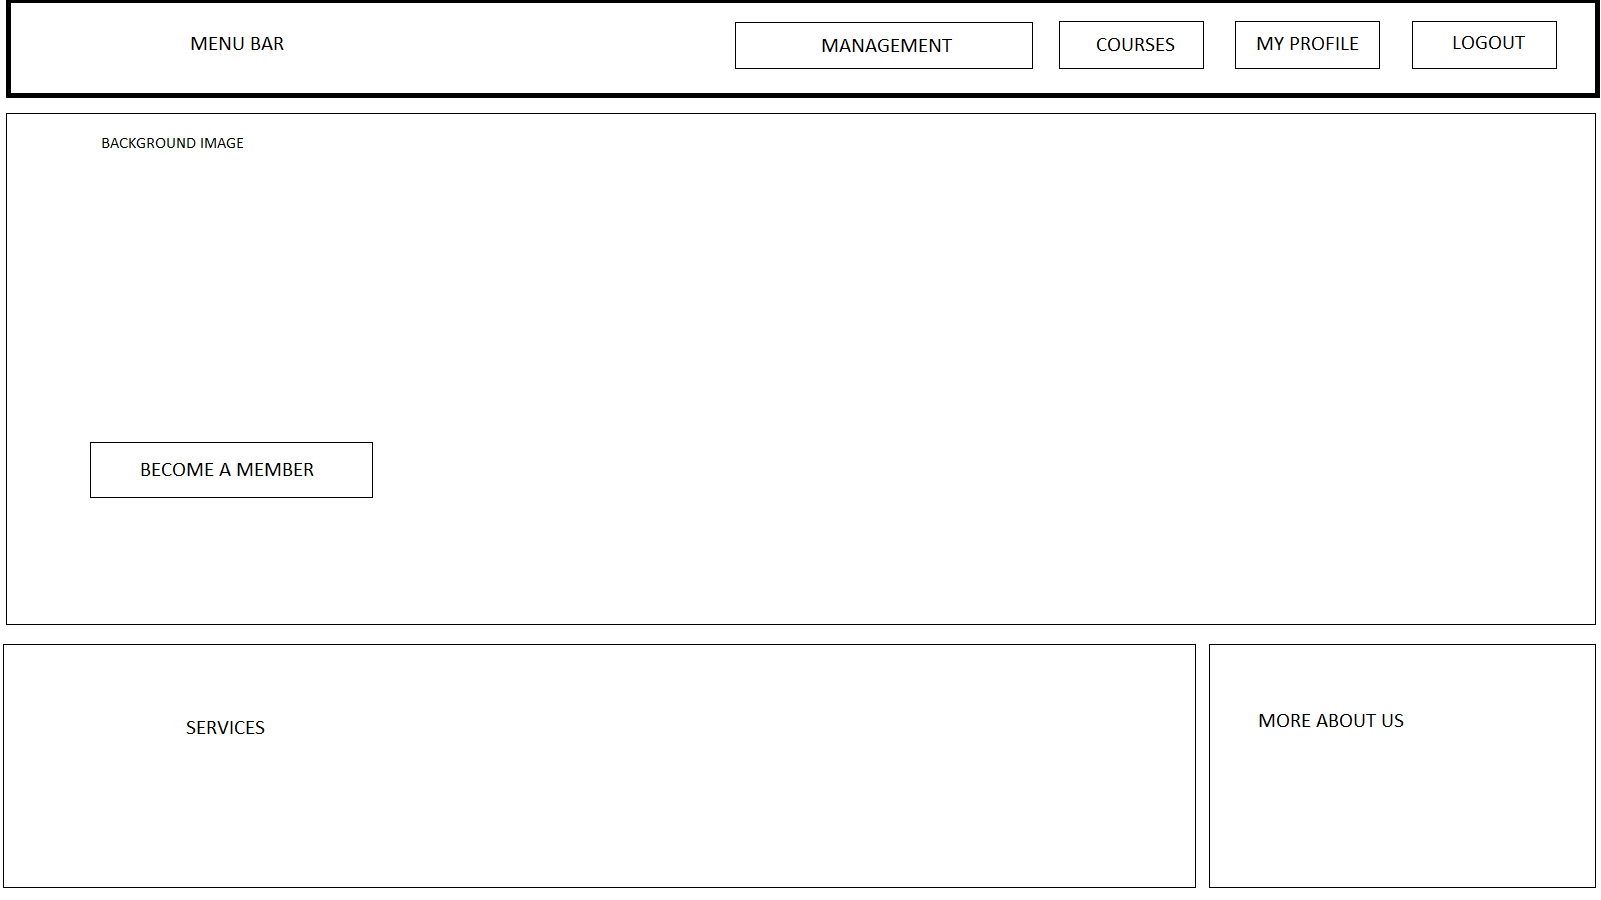 MENU BAR
MANAGEMENT
COURSES
MY PROFILE
LOGOUT
BACKGROUND IMAGE
BECOME A MEMBER
SERVICES
MORE ABOUT US